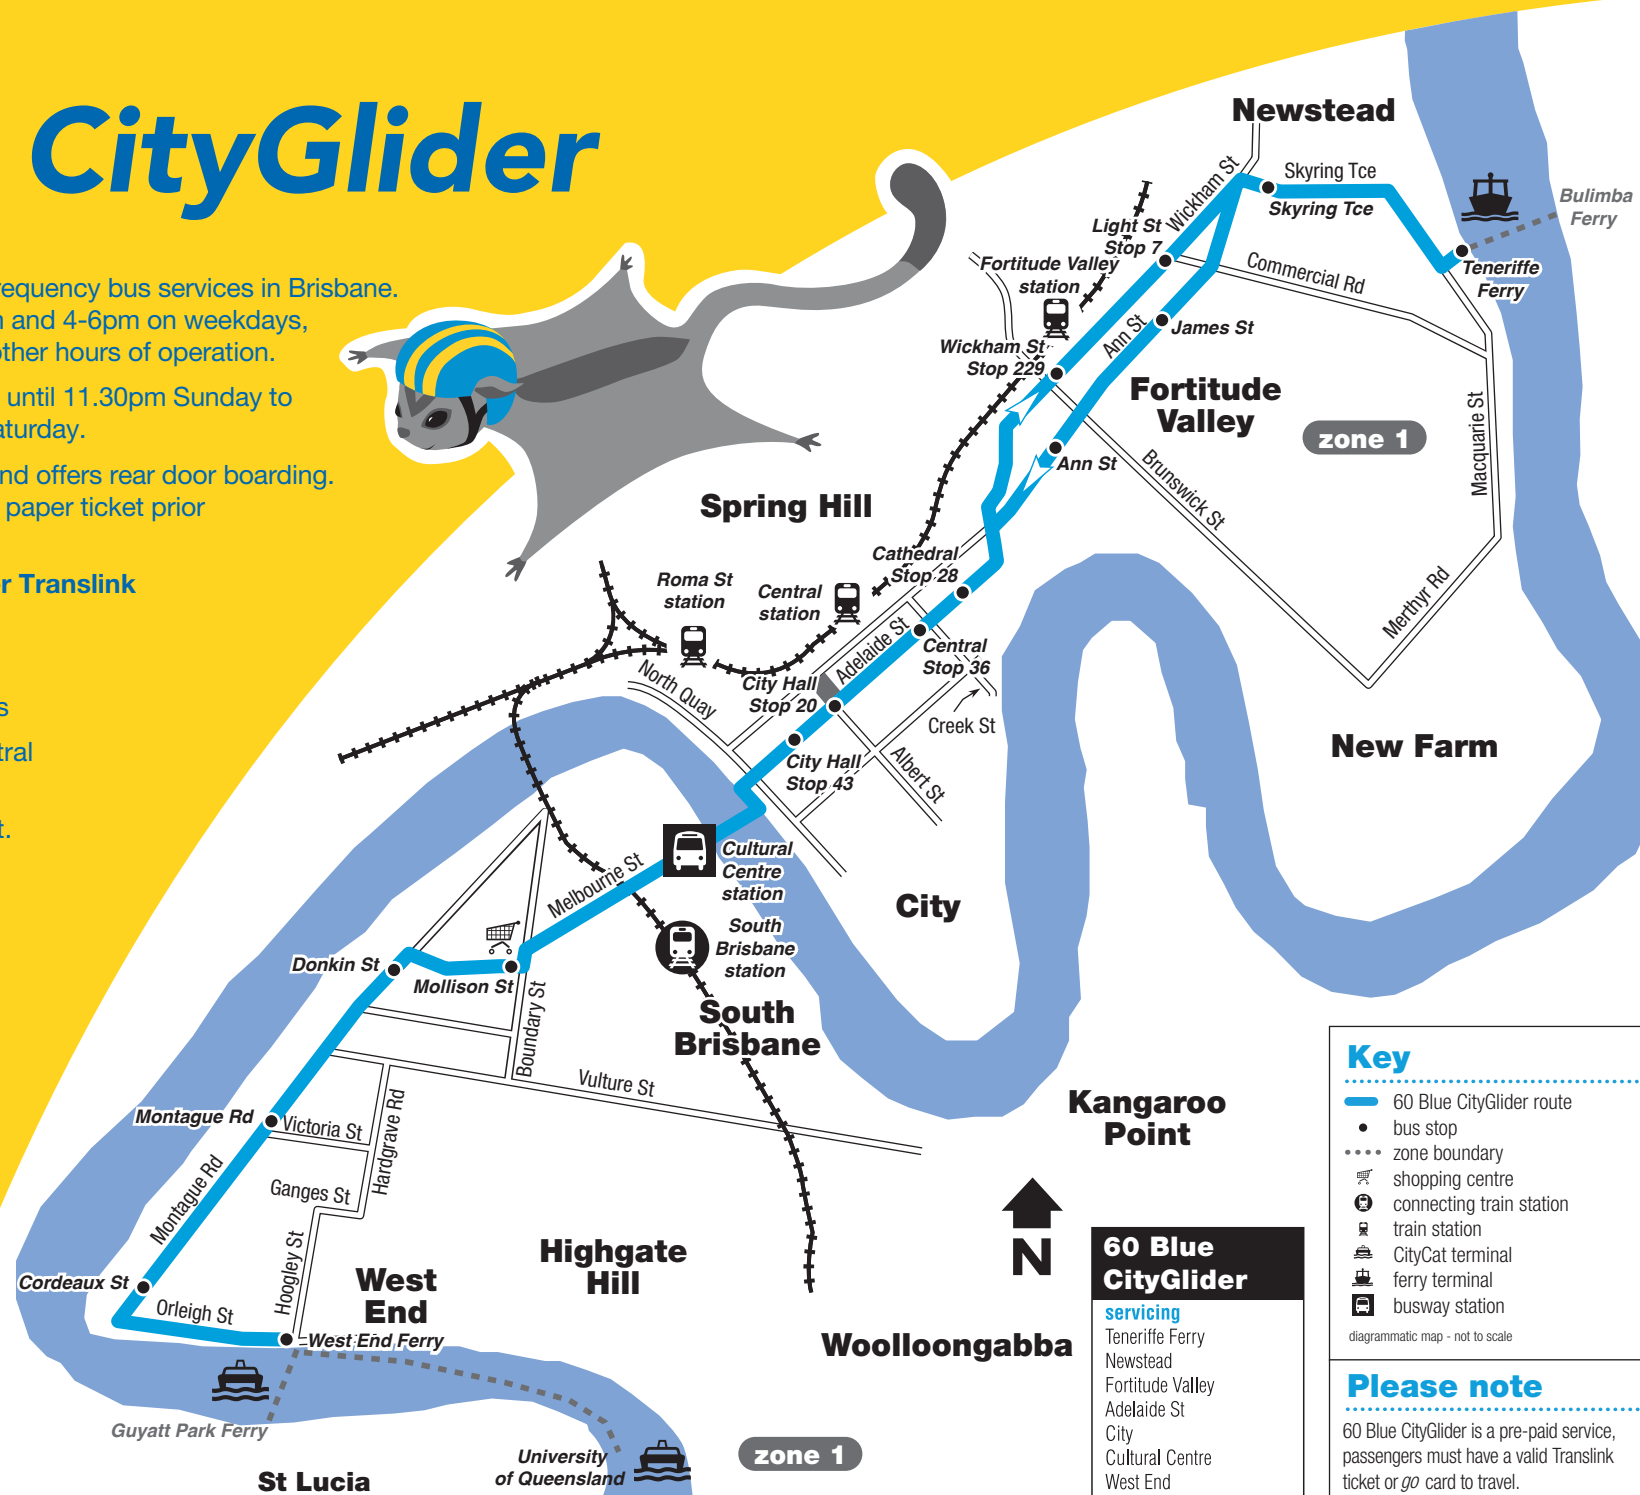 CityGlider
requency bus services in Brisbane.
and 4-6pm on weekdays,
other hours of operation.
until 11.30pm Sunday to
aturday.
nd offers rear door boarding.
paper ticket prior
r Translink
s
tral
t.
Newstead
Skyring Tce
Skyring Tce
Wickham St
Bulimba
Ferry
Light St
Stop 7
Teneriffe
Ferry
Commercial Rd
Fortitude Valley
station
Ann St
James St
Wickham St
Stop 229
Fortitude
Valley
zone 1
Macquarie St
Ann St
Brunswick St
Spring Hill
Cathedral
Stop 28
Merthyr Rd
Roma St
station
Central
station
Adelaide St
Central
Stop 36
North Quay
City Hall
Stop 20
Creek St
New Farm
City Hall
Stop 43
Albert St
Cultural
Centre
station
Melbourne St
City
South
Brisbane
station
Donkin St
Mollison St
South
Brisbane
Boundary St
Vulture St
Kangaroo
Point
Montague Rd
Victoria St
Hardgrave Rd
Montague Rd
Ganges St
Hoogley St
Highgate
Hill
N
Cordeaux St
Orleigh St
West
End
West End Ferry
Woolloongabba
Guyatt Park Ferry
University
of Queensland
St Lucia
zone 1
60 Blue
CityGlider
servicing
Teneriffe Ferry
Newstead
Fortitude Valley
Adelaide St
City
Cultural Centre
West End
Key
60 Blue CityGlider route
bus stop
zone boundary
shopping centre
connecting train station
train station
CityCat terminal
ferry terminal
busway station
diagrammatic map - not to scale
Please note
60 Blue CityGlider is a pre-paid service,
passengers must have a valid Translink
ticket or go card to travel.